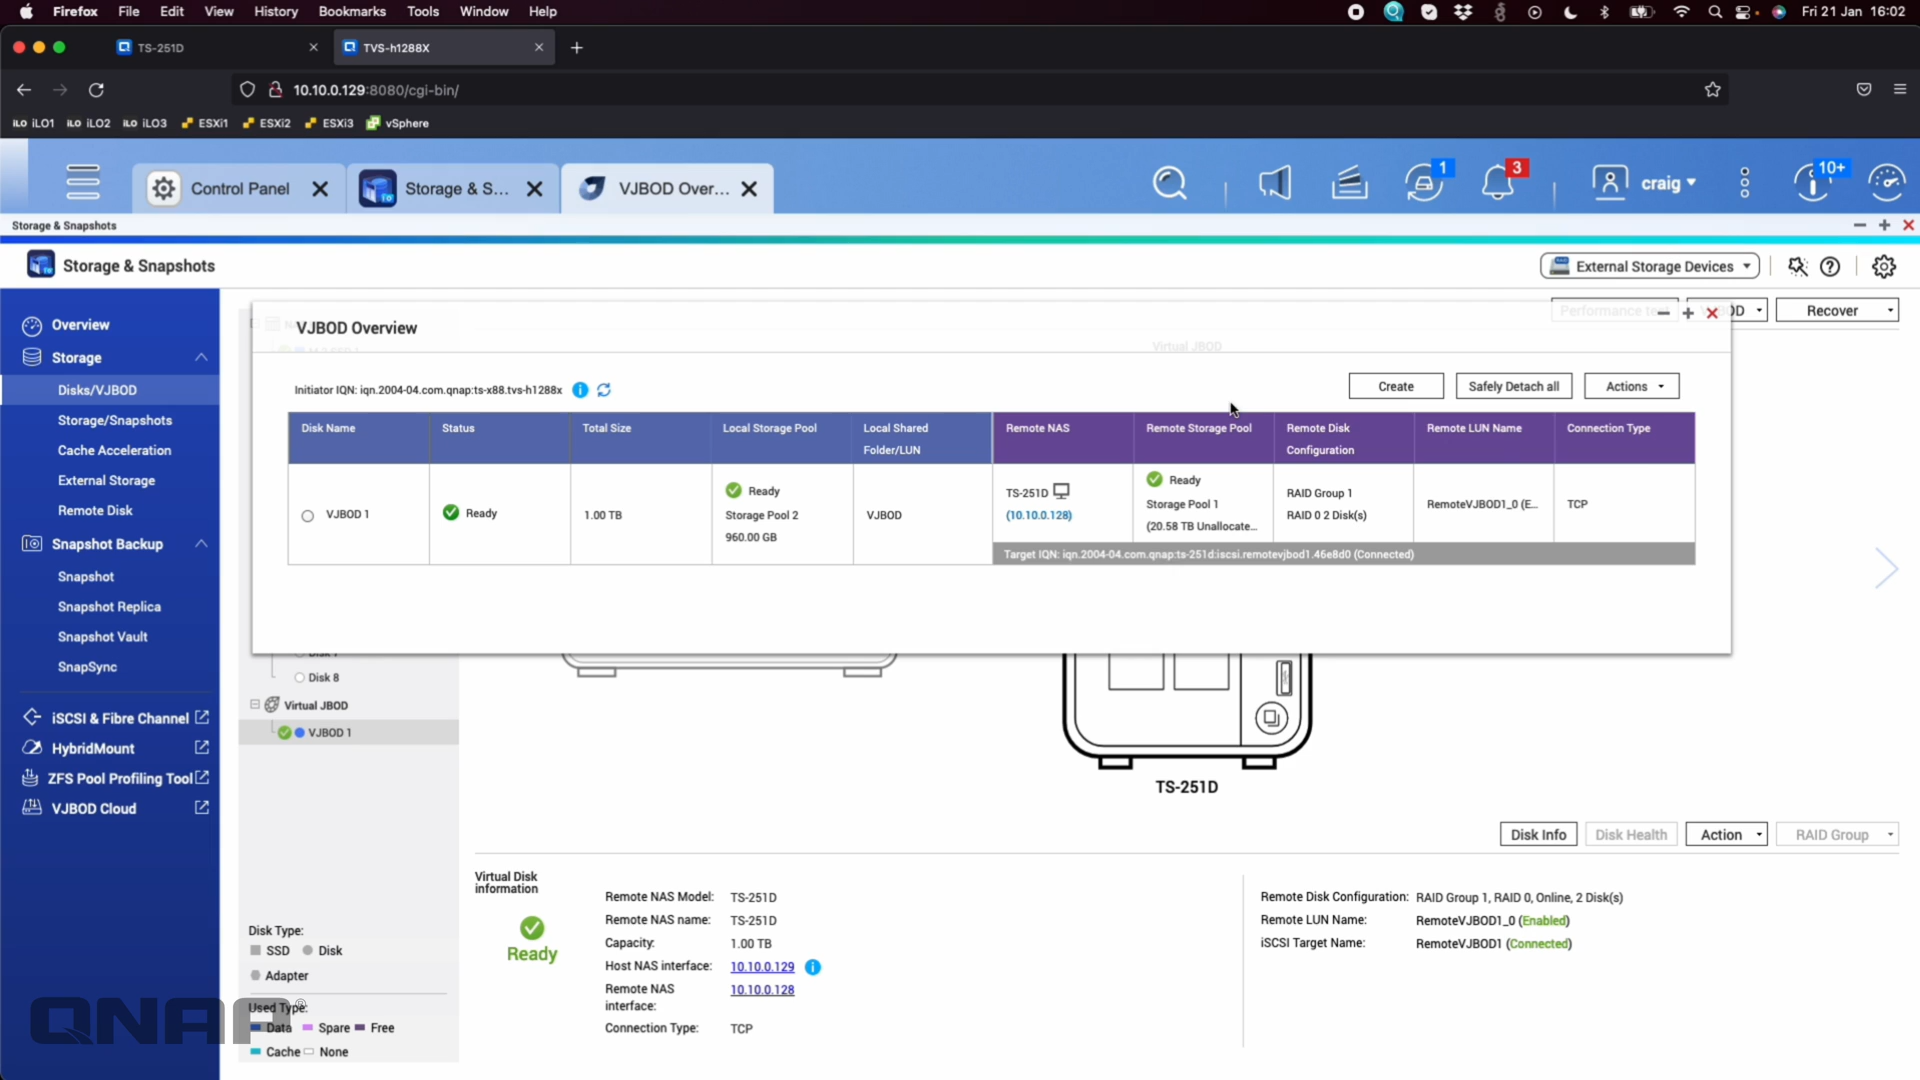 Firefox File Edit View History Bookmarks Tools Window Help Fri 21 Jan 16:02
TS-251D TVS-h1288X
10.10.0.129:8080/cgi-bin/
iLO iLO1 iLO iLO2 iLO iLO3 ESXi1 ESXi2 ESXi3 vSphere
Control Panel Storage & S... VJBOD Over... 1 3 craig 10+
Storage & Snapshots
Storage & Snapshots External Storage Devices
Performance te Recover
VJBOD Overview
Virtual JBOD
Initiator IQN: iqn.2004-04.com.qnap:ts-x88.tvs-h1288x Create Safely Detach all Actions
Disk Name Status Total Size Local Storage Pool Local Shared Folder/LUN Remote NAS Remote Storage Pool Remote Disk Configuration Remote LUN Name Connection Type
VJBOD 1 Ready 1.00 TB Ready Storage Pool 2 960.00 GB VJBOD TS-251D (10.10.0.128) Ready Storage Pool 1 (20.58 TB Unallocate... RAID Group 1 RAID 0 2 Disk(s) RemoteVJBOD1_0 (E... TCP
Target IQN: iqn.2004-04.com.qnap:ts-251d:iscsi.remotevjbod1.46e8d0 (Connected)
Overview
Storage
Disks/VJBOD
Storage/Snapshots
Cache Acceleration
External Storage
Remote Disk
Snapshot Backup
Snapshot
Snapshot Replica
Snapshot Vault
SnapSync
iSCSI & Fibre Channel
HybridMount
ZFS Pool Profiling Tool
VJBOD Cloud
Disk 8
Virtual JBOD
VJBOD 1
TS-251D
Disk Info Disk Health Action RAID Group
Virtual Disk
information
Ready
Remote NAS Model: TS-251D
Remote NAS name: TS-251D
Capacity: 1.00 TB
Host NAS interface: 10.10.0.129
Remote NAS interface: 10.10.0.128
Connection Type: TCP
Remote Disk Configuration: RAID Group 1, RAID 0, Online, 2 Disk(s)
Remote LUN Name: RemoteVJBOD1_0 (Enabled)
iSCSI Target Name: RemoteVJBOD1 (Connected)
Disk Type:
SSD Disk
Adapter
Used Type:
Data Spare Free
Cache None
QNAP®